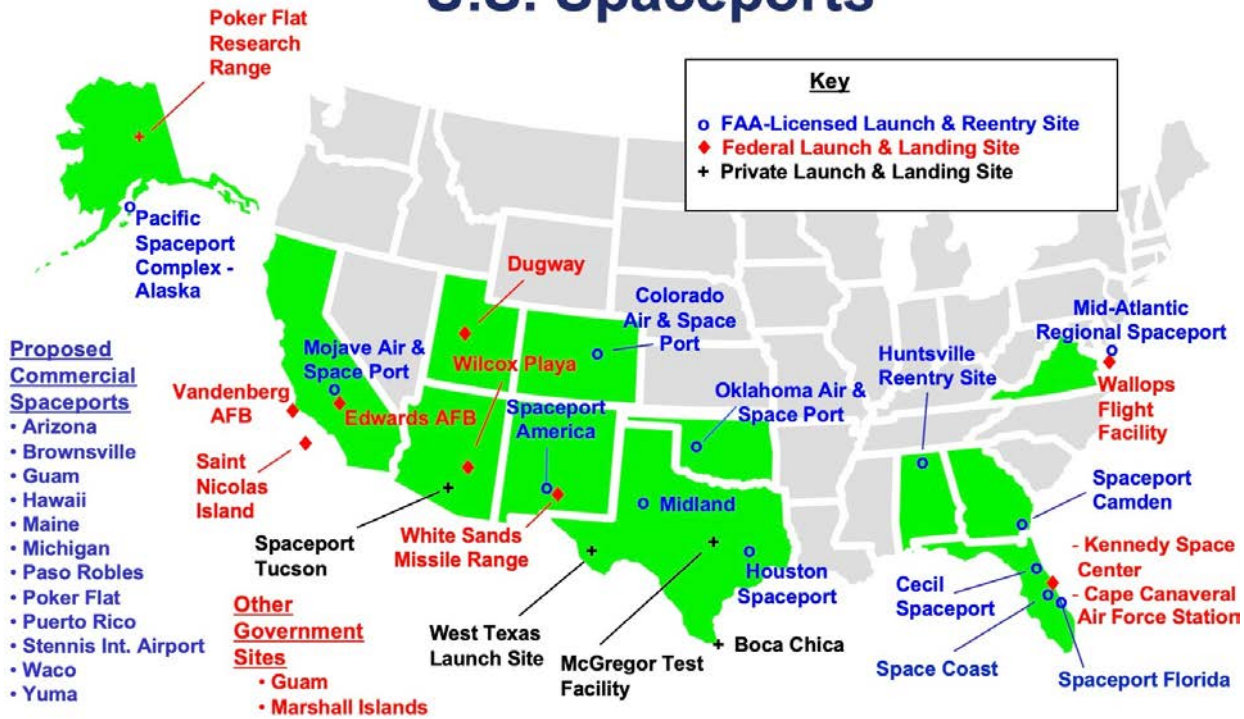 U.S. Spaceports
Poker Flat
Research
Range
Key
o FAA-Licensed Launch & Reentry Site
♦ Federal Launch & Landing Site
+ Private Launch & Landing Site
Pacific
Spaceport
Complex -
Alaska
Dugway
Colorado
Air & Space
Port
Mid-Atlantic
Regional Spaceport
Mojave Air &
Space Port
Wilcox Playa
Huntsville
Reentry Site
Vandenberg
AFB
Edwards AFB
Spaceport
America
Oklahoma Air &
Space Port
Wallops
Flight
Facility
Saint
Nicolas
Island
Midland
Spaceport
Camden
Spaceport
Tucson
White Sands
Missile Range
Houston
Spaceport
Cecil
Spaceport
- Kennedy Space
Center
- Cape Canaveral
Air Force Station
West Texas
Launch Site
McGregor Test
Facility
Boca Chica
Space Coast
Spaceport Florida
Proposed
Commercial
Spaceports
• Arizona
• Brownsville
• Guam
• Hawaii
• Maine
• Michigan
• Paso Robles
• Poker Flat
• Puerto Rico
• Stennis Int. Airport
• Waco
• Yuma
Other
Government
Sites
• Guam
• Marshall Islands